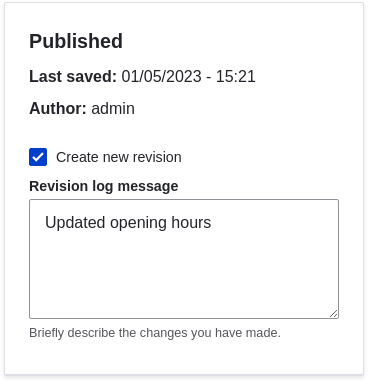 Published
Last saved: 01/05/2023 - 15:21
Author: admin
Create new revision
Revision log message
Updated opening hours
Briefly describe the changes you have made.